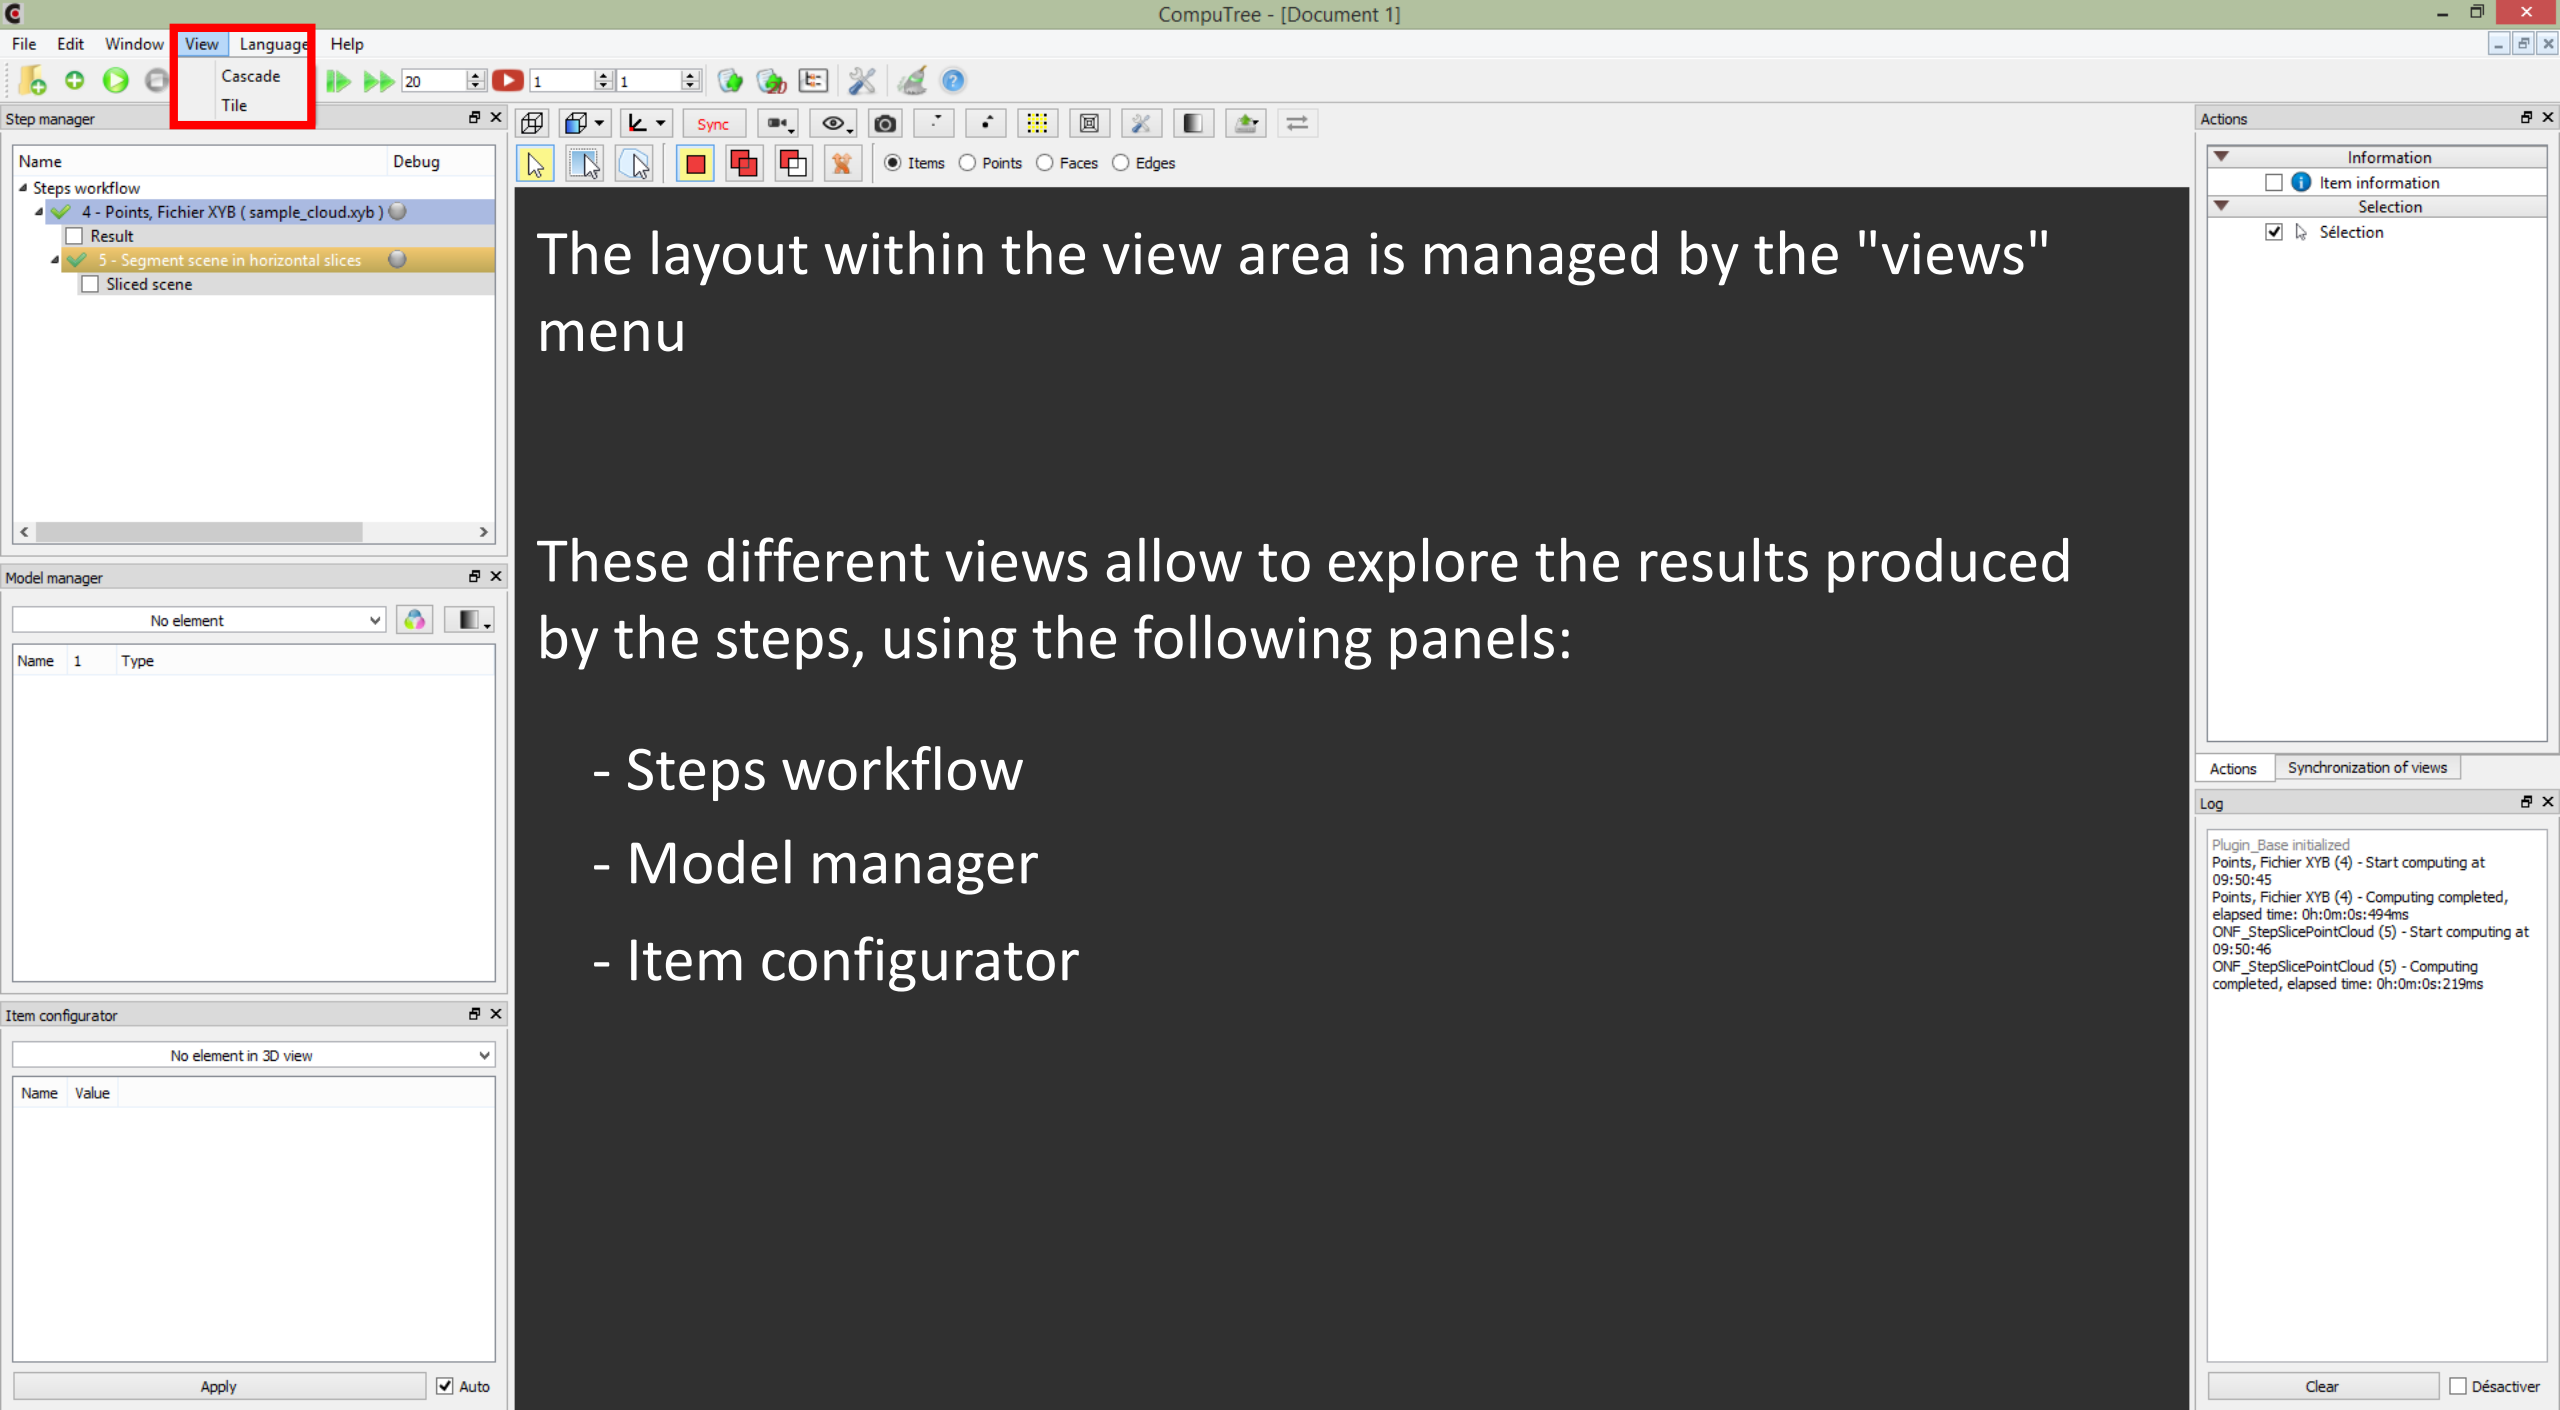 CompuTree - [Document 1]
File Edit Window View Language Help
Cascade
Tile
20 1 1
2D
Step manager
Name Debug
Steps workflow
4 - Points, Fichier XYB ( sample_cloud.xyb )
Result
5 - Segment scene in horizontal slices
Sliced scene
Model manager
No element
Name 1 Type
Item configurator
No element in 3D view
Name Value
Apply Auto
Sync
Items Points Faces Edges
The layout within the view area is managed by the "views"
menu
These different views allow to explore the results produced
by the steps, using the following panels:
- Steps workflow
- Model manager
- Item configurator
Actions
Information
Item information
Selection
Sélection
Actions Synchronization of views
Log
Plugin_Base initialized
Points, Fichier XYB (4) - Start computing at
09:50:45
Points, Fichier XYB (4) - Computing completed,
elapsed time: 0h:0m:0s:494ms
ONF_StepSlicePointCloud (5) - Start computing at
09:50:46
ONF_StepSlicePointCloud (5) - Computing
completed, elapsed time: 0h:0m:0s:219ms
Clear Désactiver